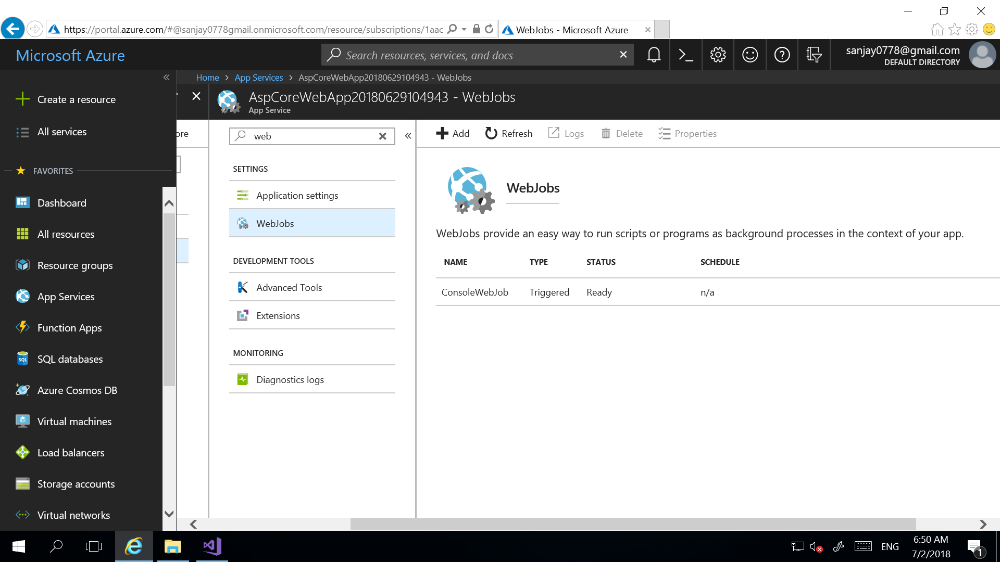 https://portal.azure.com/#@sanjay0778gmail.onmicrosoft.com/resource/subscriptions/1aac
WebJobs - Microsoft Azure
Microsoft Azure
Search resources, services, and docs
sanjay0778@gmail.com
DEFAULT DIRECTORY
Home > App Services > AspCoreWebApp20180629104943 - WebJobs
AspCoreWebApp20180629104943 - WebJobs
App Service
Create a resource
All services
FAVORITES
Dashboard
All resources
Resource groups
App Services
Function Apps
SQL databases
Azure Cosmos DB
Virtual machines
Load balancers
Storage accounts
Virtual networks
ore
web
SETTINGS
Application settings
WebJobs
DEVELOPMENT TOOLS
Advanced Tools
Extensions
MONITORING
Diagnostics logs
Add Refresh Logs Delete Properties
WebJobs
WebJobs provide an easy way to run scripts or programs as background processes in the context of your app.
NAME TYPE STATUS SCHEDULE
ConsoleWebJob Triggered Ready n/a
ENG
6:50 AM
7/2/2018
1